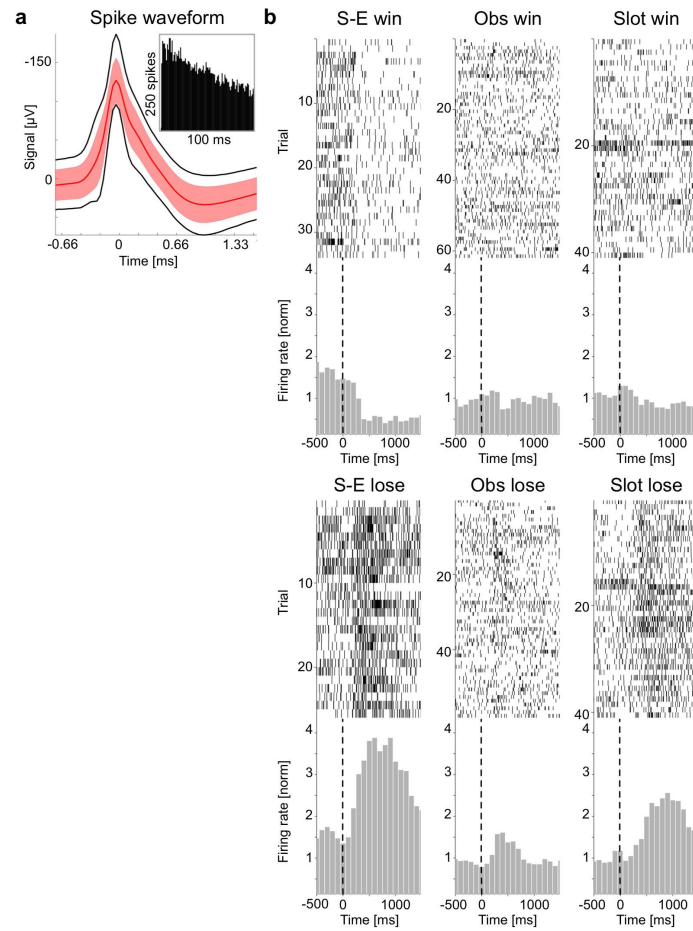 a
Spike waveform
-150
0
Signal [µV]
250 spikes
100 ms
-0.66 0 0.66 1.33
Time [ms]
b
S-E win Obs win Slot win
Trial
10
20
30
20
40
60
20
40
Firing rate [norm]
4
3
2
1
4
3
2
1
4
3
2
1
-500 0 1000 -500 0 1000 -500 0 1000
Time [ms] Time [ms] Time [ms]
S-E lose Obs lose Slot lose
Trial
10
20
20
40
20
40
Firing rate [norm]
4
3
2
1
4
3
2
1
4
3
2
1
-500 0 1000 -500 0 1000 -500 0 1000
Time [ms] Time [ms] Time [ms]